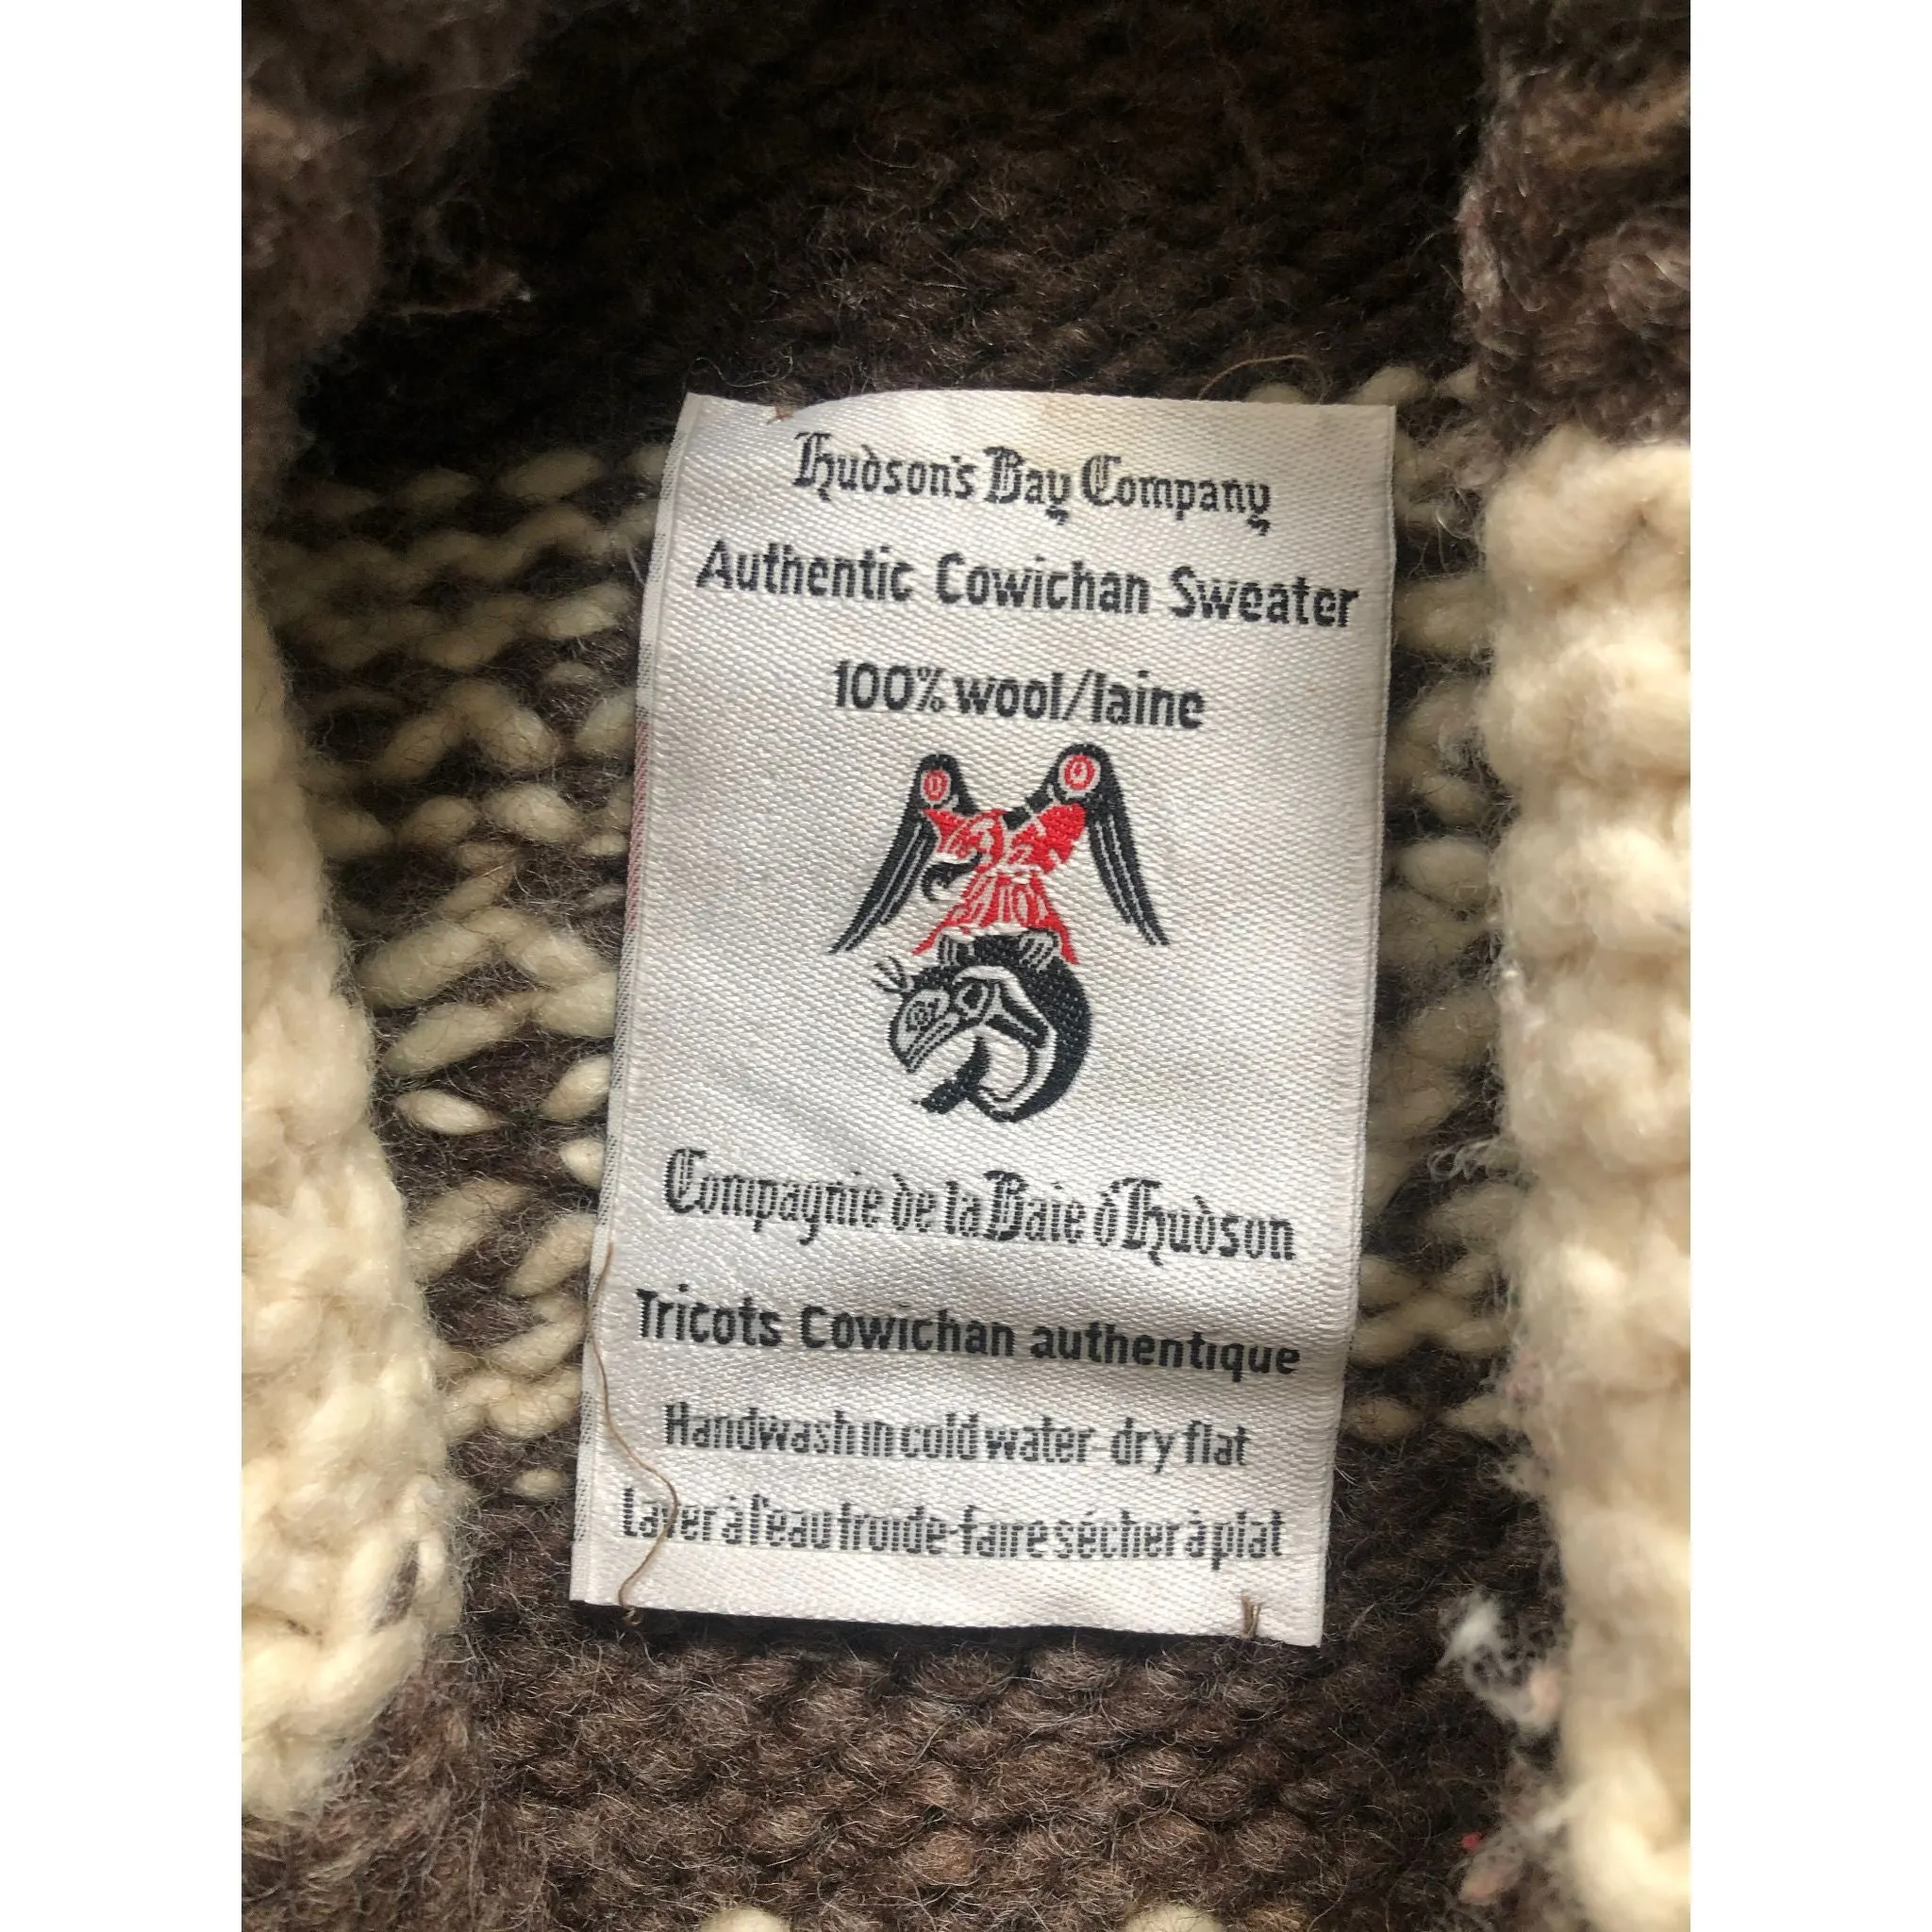 Hudson's Bay Company
Authentic Cowichan Sweater
100% wool/laine
Compagnie de la Baie d'Hudson
Tricots Cowichan authentique
Handwash in cold water- dry flat
Laver à l'eau froide-faire sécher à plat